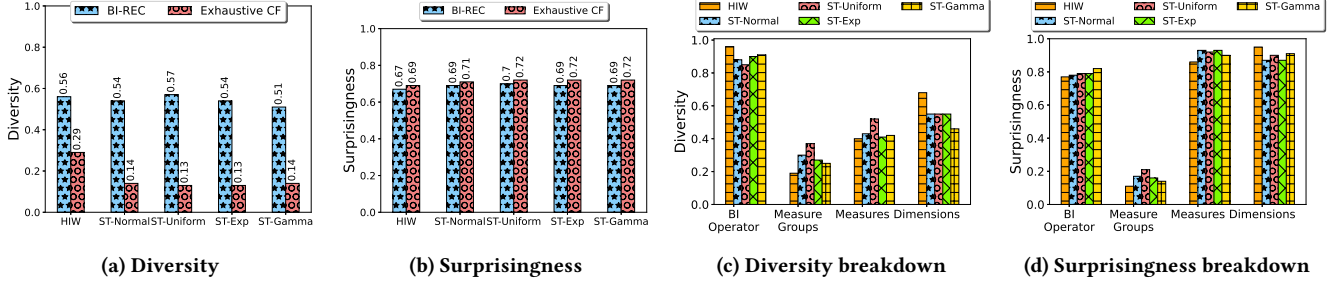 BI-REC Exhaustive CF
Diversity
1.0
0.8
0.6
0.4
0.2
0.0
0.56 0.29 0.54 0.14 0.57 0.13 0.54 0.13 0.51 0.14
HIW ST-Normal ST-Uniform ST-Exp ST-Gamma
(a) Diversity
BI-REC Exhaustive CF
Surprisingness
1.0
0.8
0.6
0.4
0.2
0.0
0.67 0.69 0.69 0.71 0.7 0.72 0.69 0.72 0.69 0.72
HIW ST-Normal ST-Uniform ST-Exp ST-Gamma
(b) Surprisingness
HIW ST-Uniform ST-Gamma
ST-Normal ST-Exp
Diversity
1.0
0.8
0.6
0.4
0.2
0.0
BI Measure Measures Dimensions
Operator Groups
(c) Diversity breakdown
HIW ST-Uniform ST-Gamma
ST-Normal ST-Exp
Surprisingness
1.0
0.8
0.6
0.4
0.2
0.0
BI Measure Measures Dimensions
Operator Groups
(d) Surprisingness breakdown